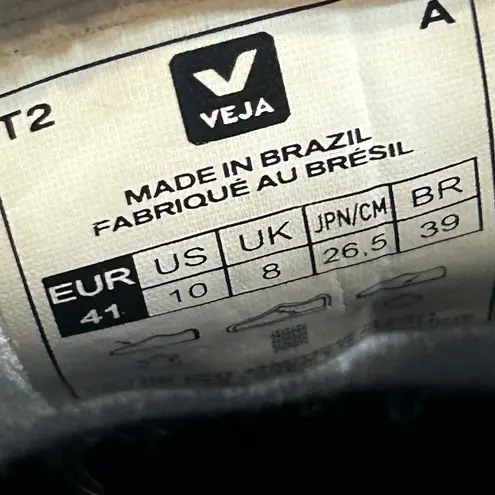 T2
A
VEJA
MADE IN BRAZIL
FABRIQUÉ AU BRÉSIL
EUR US UK JPN/CM BR
41 10 8 26.5 39